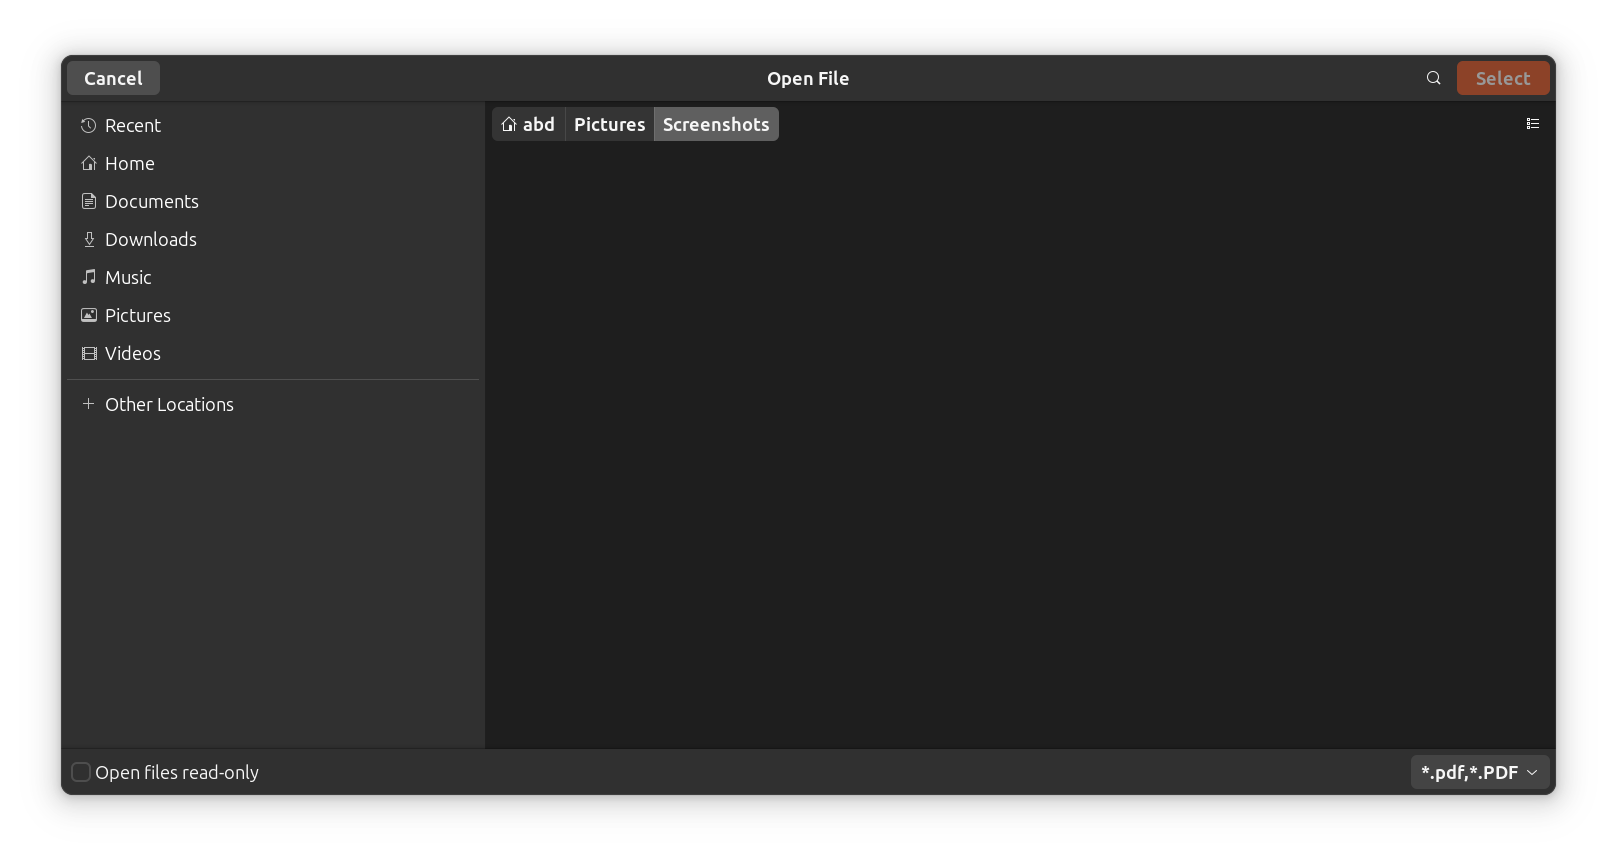 Cancel
Open File
Select
Recent
Home
Documents
Downloads
Music
Pictures
Videos
Other Locations
abd Pictures Screenshots
Open files read-only
*.pdf,*.PDF